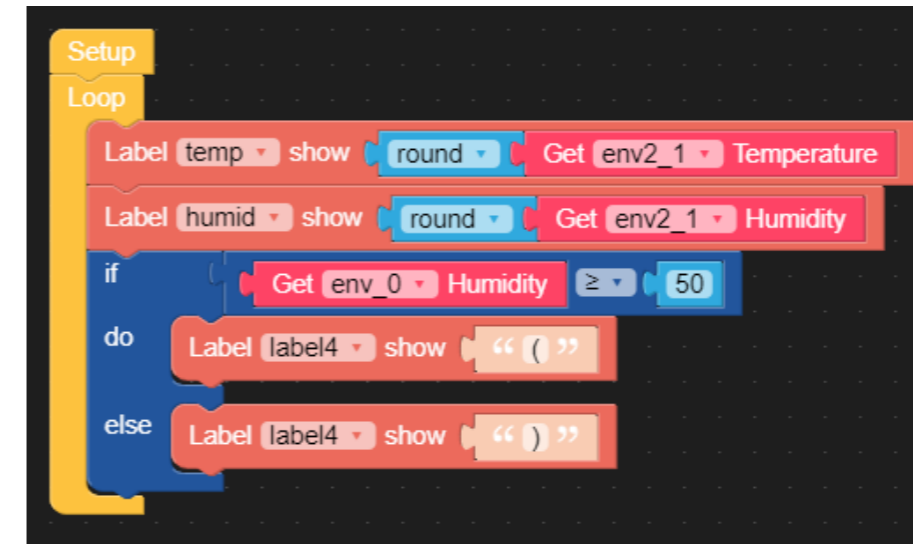 Setup
Loop
Label temp show round Get env2_1 Temperature
Label humid show round Get env2_1 Humidity
if Get env_0 Humidity ≥ 50
do Label label4 show “ ( ”
else Label label4 show “ ) ”